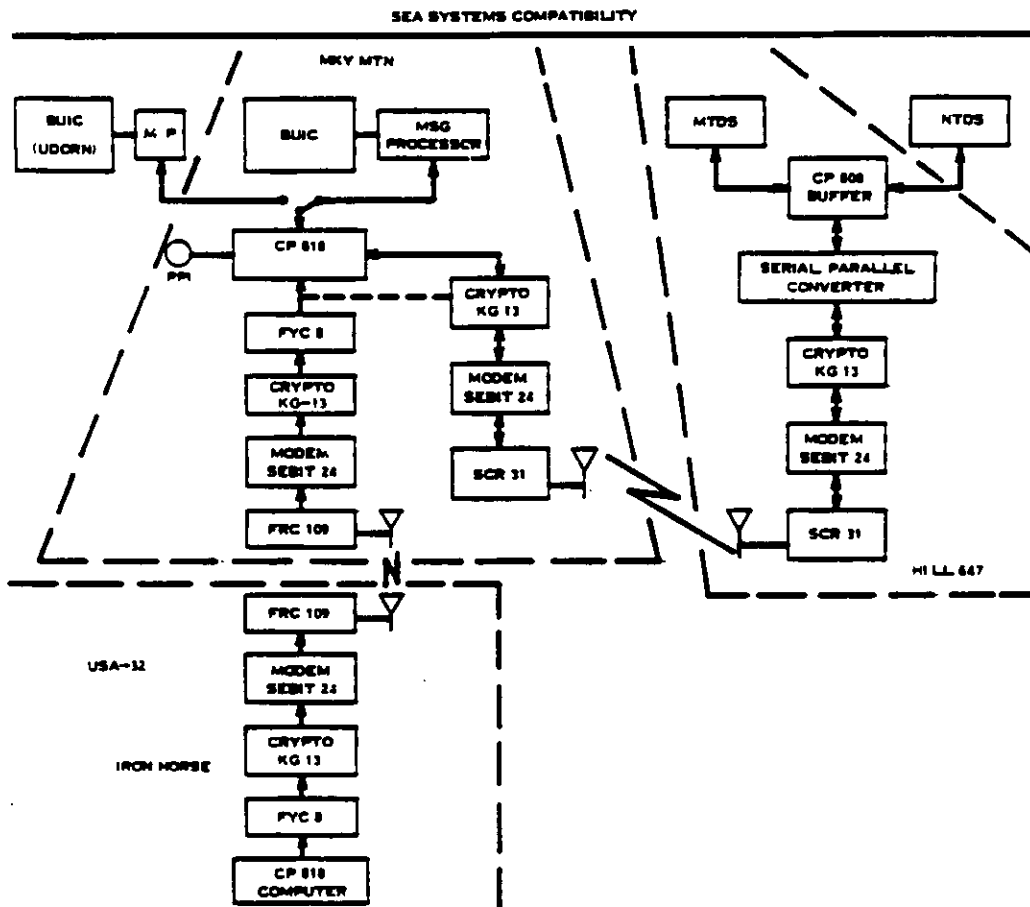 SEA SYSTEMS COMPATIBILITY
MKY MTN
BUIC
(UDORN)
M P
BUIC
MSG
PROCESSOR
MTDS
NTDS
CP 808
BUFFER
CP 818
PPI
SERIAL PARALLEL
CONVERTER
CRYPTO
KG 13
FYC 8
CRYPTO
KG 13
CRYPTO
KG-13
MODEM
SEBIT 24
MODEM
SEBIT 24
MODEM
SEBIT 24
SCR 31
FRC 109
SCR 31
HILL 647
FRC 109
USA-32
MODEM
SEBIT 24
IRON HORSE
CRYPTO
KG 13
FYC 8
CP 818
COMPUTER